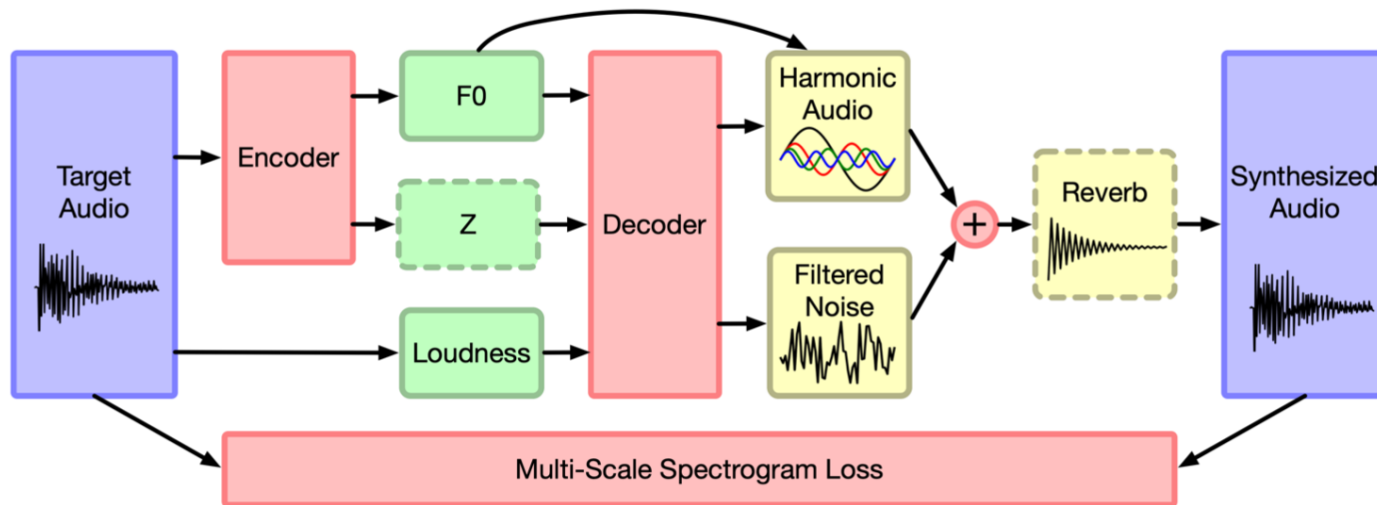 Target
Audio
Encoder
F0
Z
Loudness
Decoder
Harmonic
Audio
Filtered
Noise
+
Reverb
Synthesized
Audio
Multi-Scale Spectrogram Loss